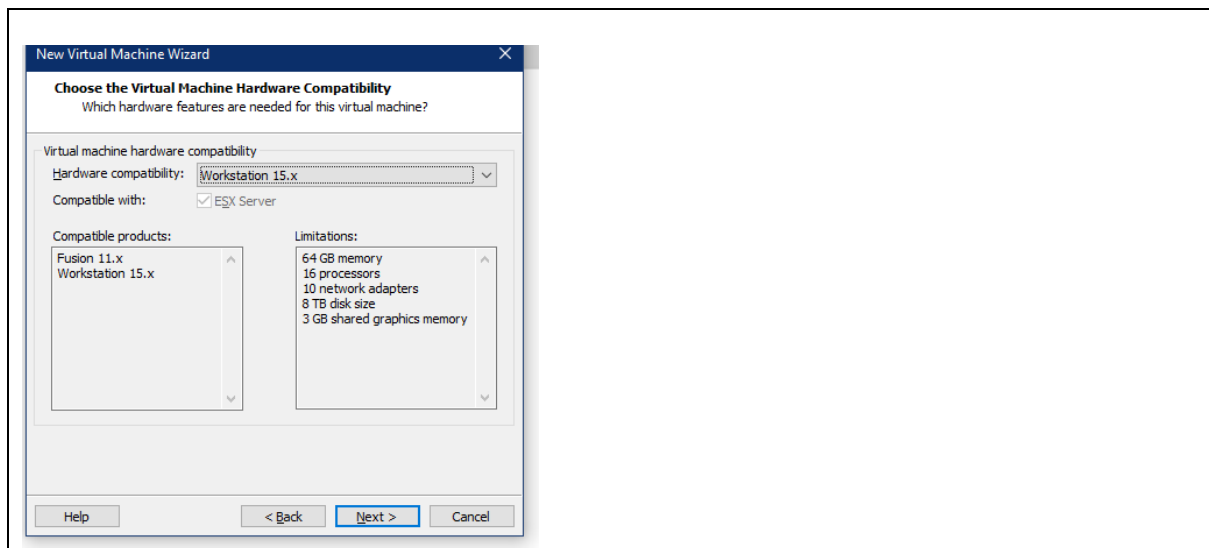 New Virtual Machine Wizard
Choose the Virtual Machine Hardware Compatibility
Which hardware features are needed for this virtual machine?
Virtual machine hardware compatibility
Hardware compatibility: Workstation 15.x
Compatible with: ESX Server
Compatible products:
Fusion 11.x
Workstation 15.x
Limitations:
64 GB memory
16 processors
10 network adapters
8 TB disk size
3 GB shared graphics memory
Help < Back Next > Cancel